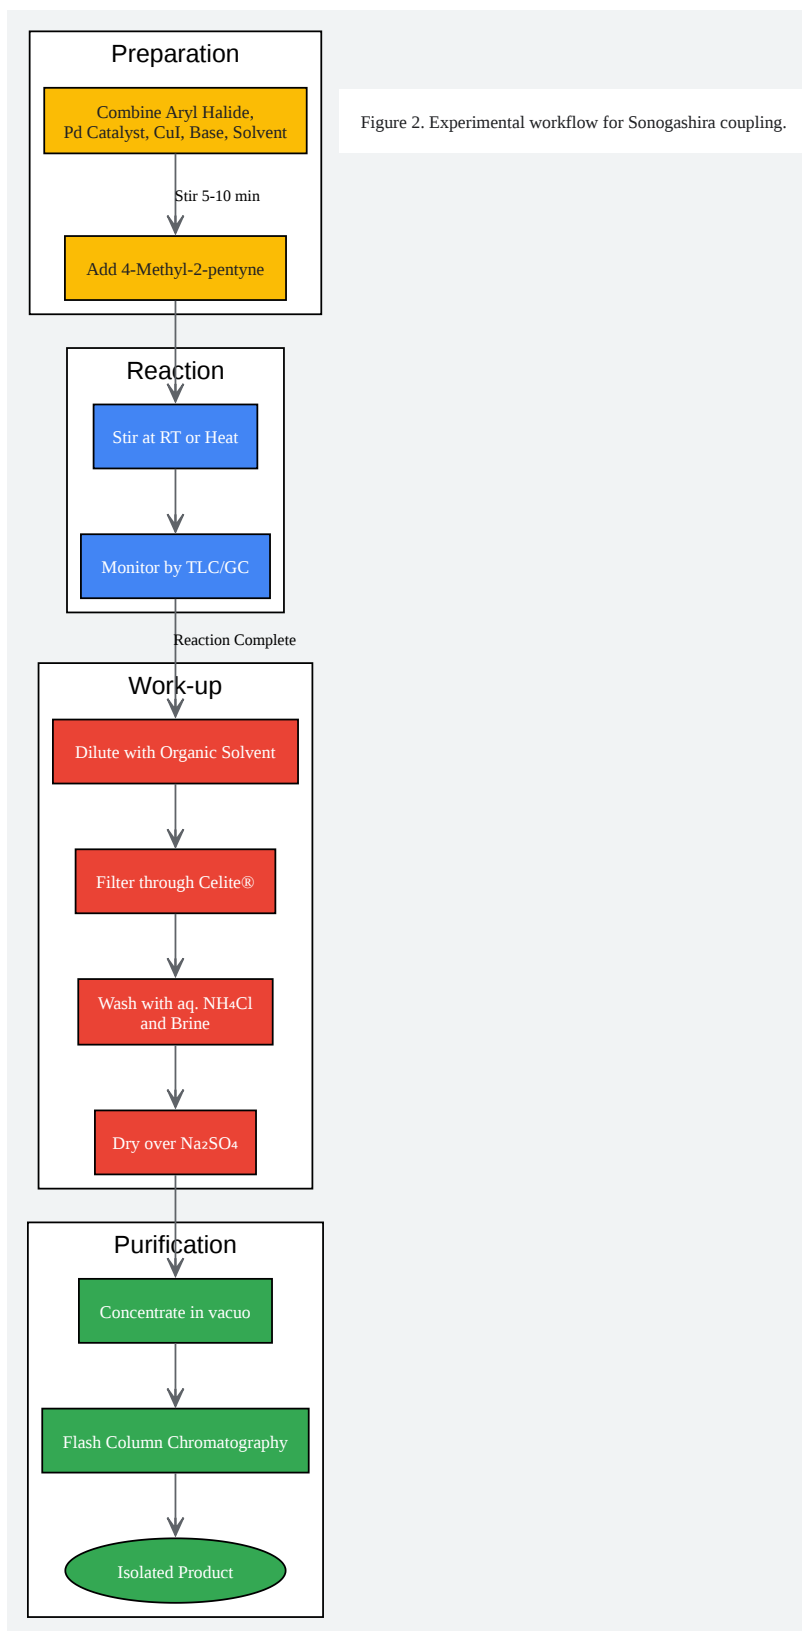 Preparation
Combine Aryl Halide,
Pd Catalyst, CuI, Base, Solvent
Figure 2. Experimental workflow for Sonogashira coupling.
Stir 5-10 min
Add 4-Methyl-2-pentyne
Reaction
Stir at RT or Heat
Monitor by TLC/GC
Reaction Complete
Work-up
Dilute with Organic Solvent
Filter through Celite®
Wash with aq. NH₄Cl
and Brine
Dry over Na₂SO₄
Purification
Concentrate in vacuo
Flash Column Chromatography
Isolated Product